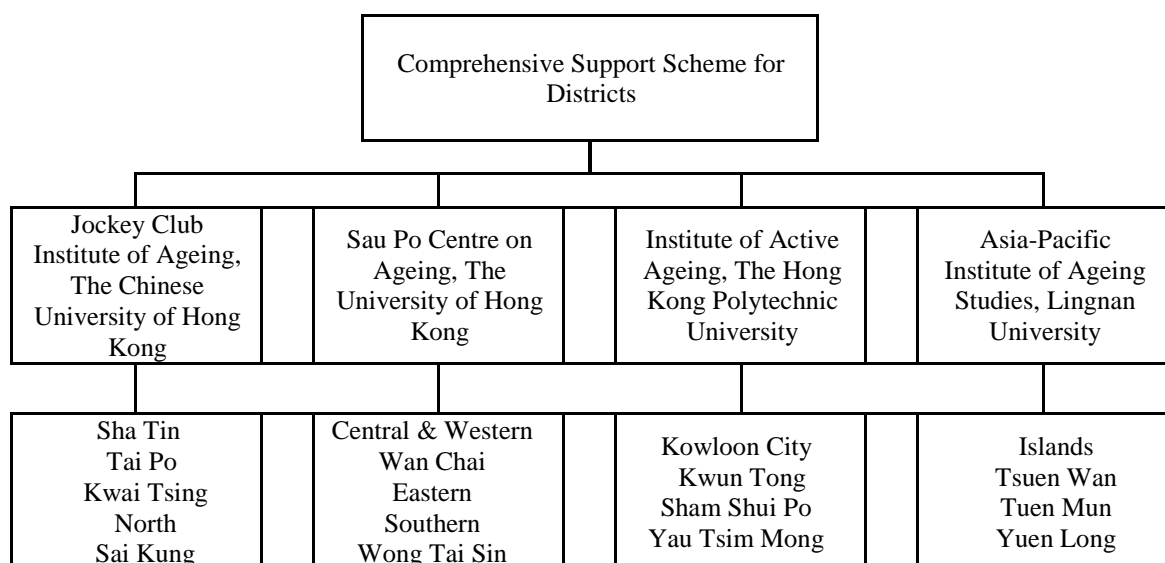 Comprehensive Support Scheme for
Districts
Jockey Club
Institute of Ageing,
The Chinese
University of Hong
Kong
Sau Po Centre on
Ageing, The
University of Hong
Kong
Institute of Active
Ageing, The Hong
Kong Polytechnic
University
Asia-Pacific
Institute of Ageing
Studies, Lingnan
University
Sha Tin
Tai Po
Kwai Tsing
North
Sai Kung
Central & Western
Wan Chai
Eastern
Southern
Wong Tai Sin
Kowloon City
Kwun Tong
Sham Shui Po
Yau Tsim Mong
Islands
Tsuen Wan
Tuen Mun
Yuen Long